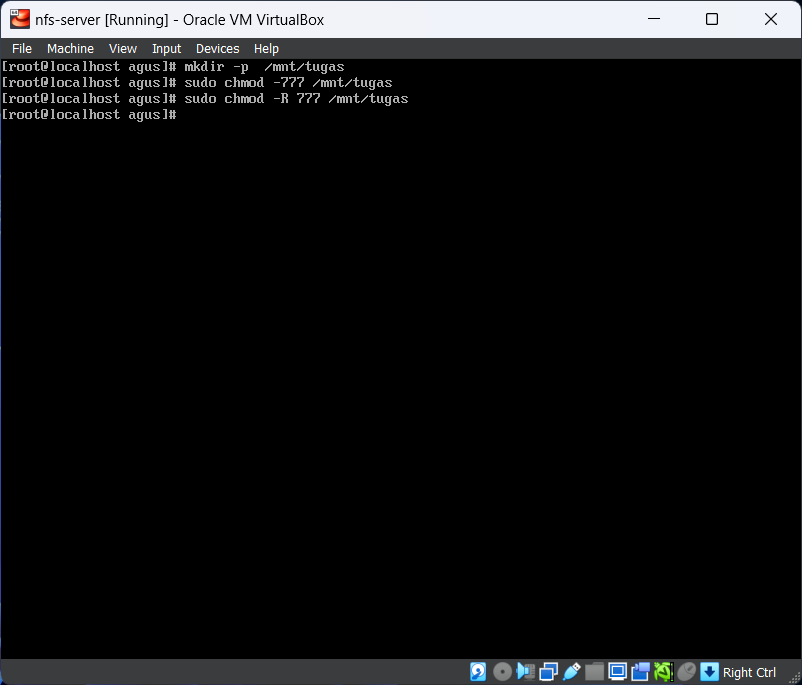 nfs-server [Running] - Oracle VM VirtualBox
File Machine View Input Devices Help
[root@localhost agus]# mkdir -p  /mnt/tugas
[root@localhost agus]# sudo chmod -777 /mnt/tugas
[root@localhost agus]# sudo chmod -R 777 /mnt/tugas
[root@localhost agus]#
Right Ctrl